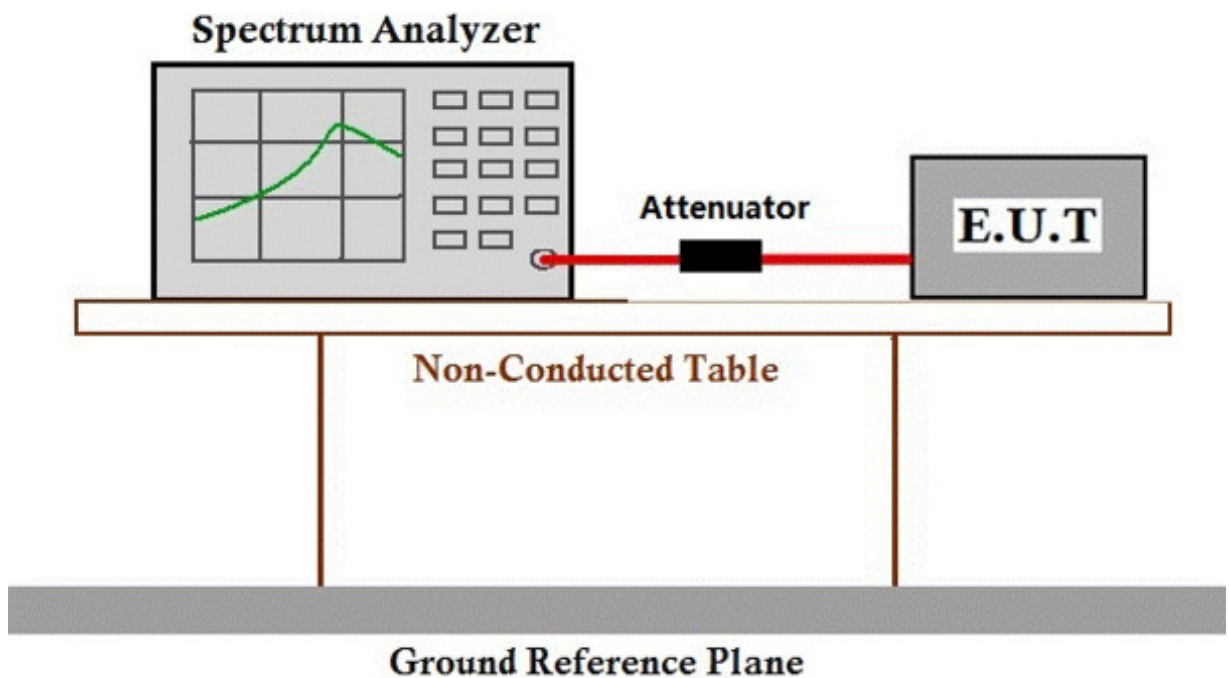 Spectrum Analyzer
Attenuator
E.U.T
Non-Conducted Table
Ground Reference Plane